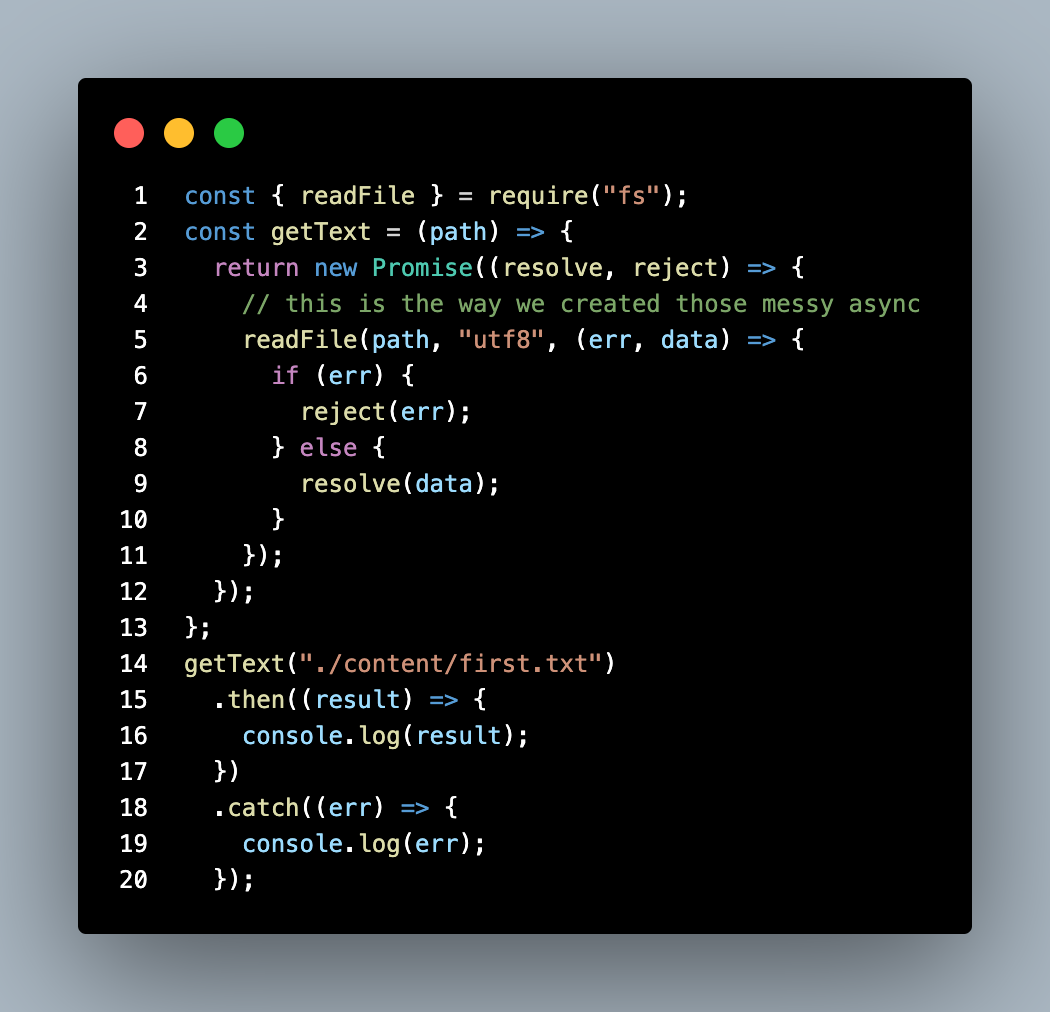 1 const { readFile } = require("fs");
2 const getText = (path) => {
3   return new Promise((resolve, reject) => {
4     // this is the way we created those messy async
5     readFile(path, "utf8", (err, data) => {
6       if (err) {
7         reject(err);
8       } else {
9         resolve(data);
10       }
11     });
12   });
13 };
14 getText("./content/first.txt")
15   .then((result) => {
16     console.log(result);
17   })
18   .catch((err) => {
19     console.log(err);
20   });